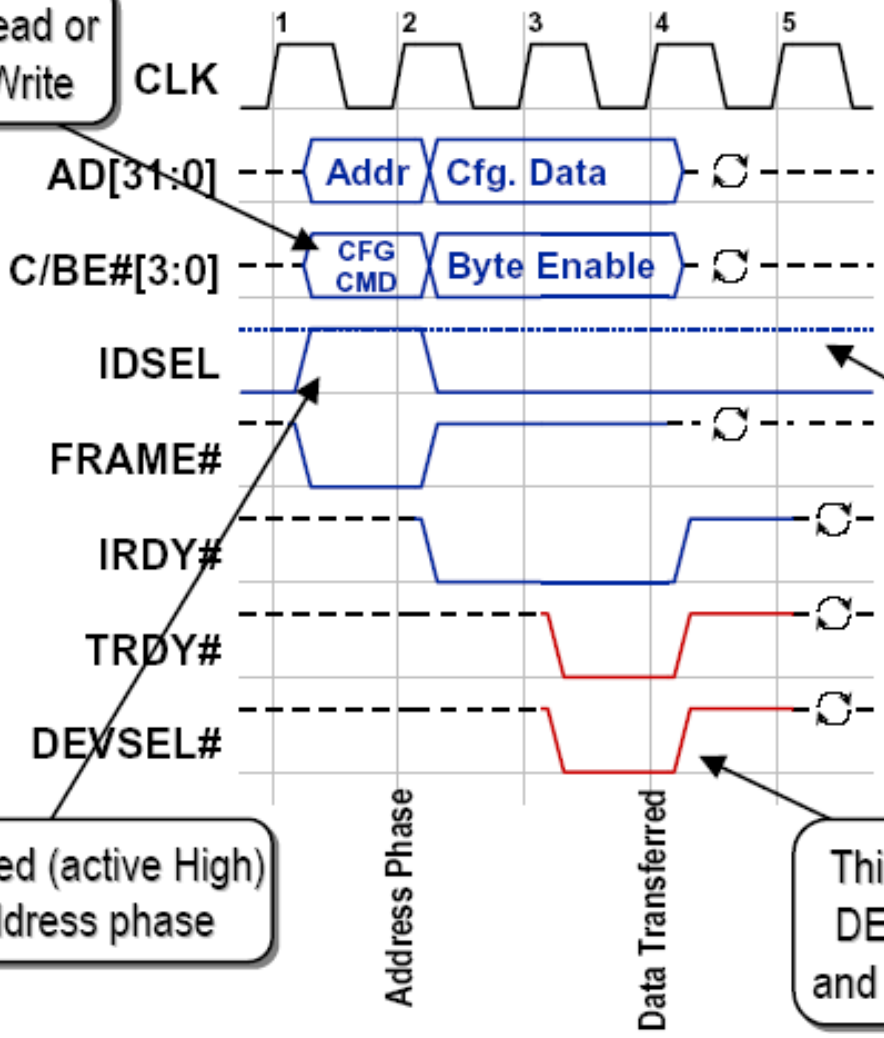 ead or
Write
1 2 3 4 5
CLK
AD[31:0]
Addr Cfg. Data
C/BE#[3:0]
CFG
CMD
Byte Enable
IDSEL
FRAME#
IRDY#
TRDY#
DEVSEL#
Address Phase
Data Transferred
ed (active High)
dress phase
Thi
DE
and